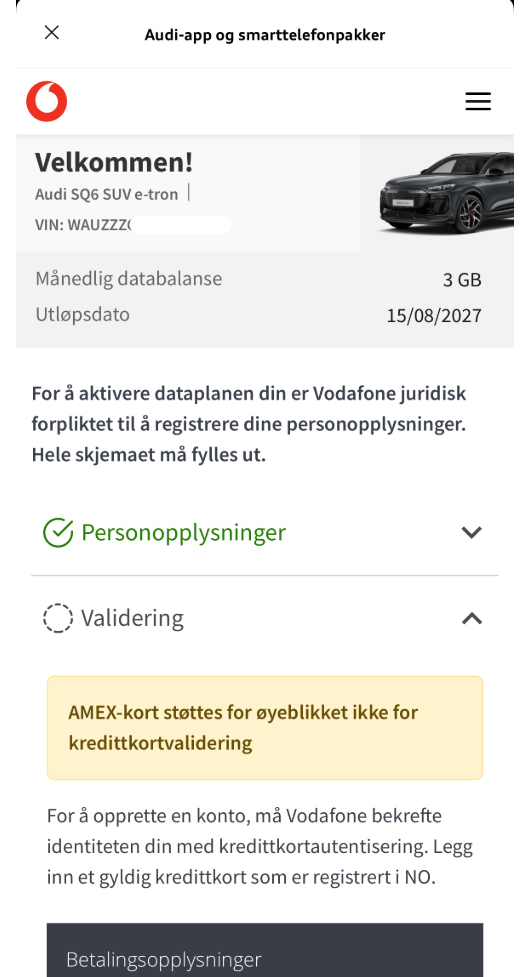 Audi-app og smarttelefonpakker
Velkommen!
Audi SQ6 SUV e-tron |
VIN: WAUZZZ
Månedlig databalanse 3 GB
Utløpsdato 15/08/2027
For å aktivere dataplanen din er Vodafone juridisk
forpliktet til å registrere dine personopplysninger.
Hele skjemaet må fylles ut.
Personopplysninger
Validering
AMEX-kort støttes for øyeblikket ikke for
kredittkortvalidering
For å opprette en konto, må Vodafone bekrefte
identiteten din med kredittkortautentisering. Legg
inn et gyldig kredittkort som er registrert i NO.
Betalingsopplysninger